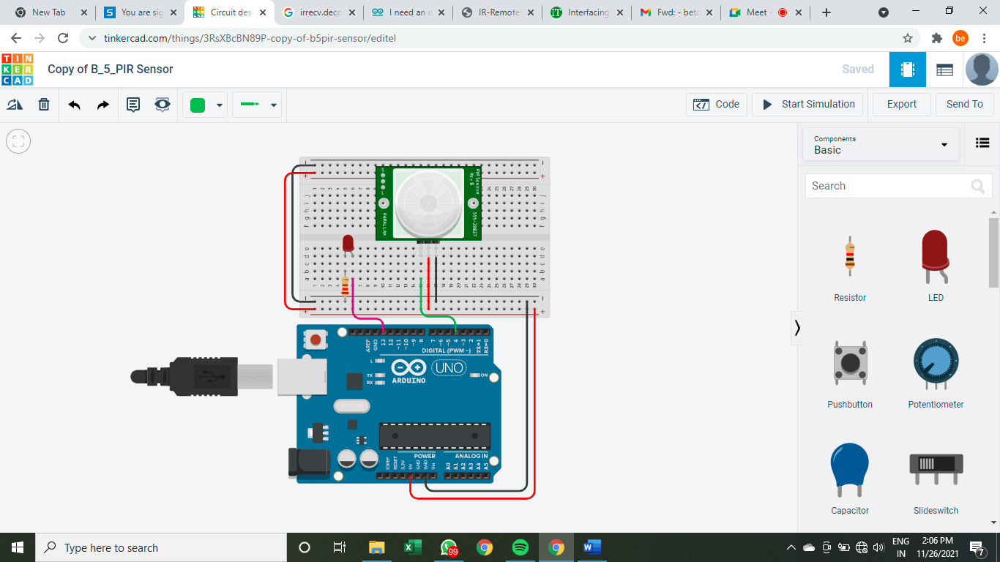 New Tab
You are sig
Circuit des
irrecv.deco
I need an e
IR-Remote
Interfacing
Fwd: - betc
Meet -
tinkercad.com/things/3RsXBcBN89P-copy-of-b5pir-sensor/editel
be
TIN
KER
CAD
Copy of B_5_PIR Sensor
Saved
Code
Start Simulation
Export
Send To
Components
Basic
Search
PIR Sensor
Rev B
PARALLAX
555-28027
Resistor
LED
Pushbutton
Potentiometer
Capacitor
Slideswitch
AREF
GND
13
12
~11
~10
~9
8
7
~6
~5
4
~3
2
TX→1
RX←0
DIGITAL (PWM~)
L
TX
RX
UNO
ON
ARDUINO
POWER
ANALOG IN
IOREF
RESET
3.3V
5V
GND
GND
Vin
A0
A1
A2
A3
A4
A5
Type here to search
99
ENG
IN
2:06 PM
11/26/2021
7